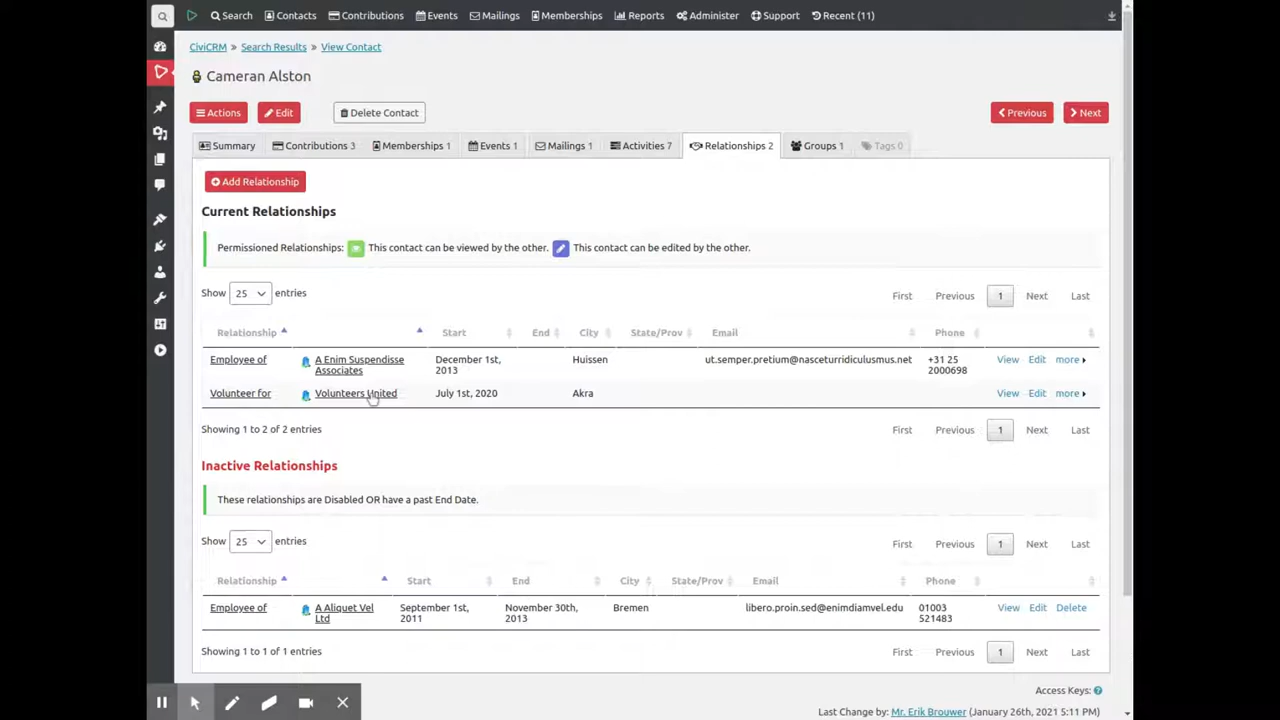 Search Contacts Contributions Events Mailings Memberships Reports Administer Support Recent (11)
CiviCRM » Search Results » View Contact
Cameran Alston
Actions Edit Delete Contact Previous Next
Summary Contributions 3 Memberships 1 Events 1 Mailings 1 Activities 7 Relationships 2 Groups 1 Tags 0
Add Relationship
Current Relationships
Permissioned Relationships: This contact can be viewed by the other. This contact can be edited by the other.
Show 25 entries First Previous 1 Next Last
Relationship Start End City State/Prov Email Phone
Employee of A Enim Suspendisse December 1st, Huissen ut.semper.pretium@nasceturridiculusmus.net +31 25 View Edit more
Associates 2013 2000698
Volunteer for Volunteers United July 1st, 2020 Akra View Edit more
Showing 1 to 2 of 2 entries First Previous 1 Next Last
Inactive Relationships
These relationships are Disabled OR have a past End Date.
Show 25 entries First Previous 1 Next Last
Relationship Start End City State/Prov Email Phone
Employee of A Aliquet Vel September 1st, November 30th, Bremen libero.proin.sed@enimdiamvel.edu 01003 View Edit Delete
Ltd 2011 2013 521483
Showing 1 to 1 of 1 entries First Previous 1 Next Last
Access Keys: ?
Last Change by: Mr. Erik Brouwer (January 26th, 2021 5:11 PM)